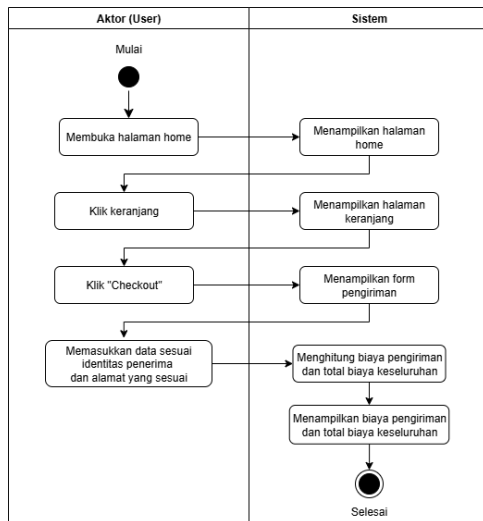 Aktor (User)
Sistem
Mulai
Membuka halaman home
Menampilkan halaman
home
Klik keranjang
Menampilkan halaman
keranjang
Klik "Checkout"
Menampilkan form
pengiriman
Memasukkan data sesuai
identitas penerima
dan alamat yang sesuai
Menghitung biaya pengiriman
dan total biaya keseluruhan
Menampilkan biaya pengiriman
dan total biaya keseluruhan
Selesai